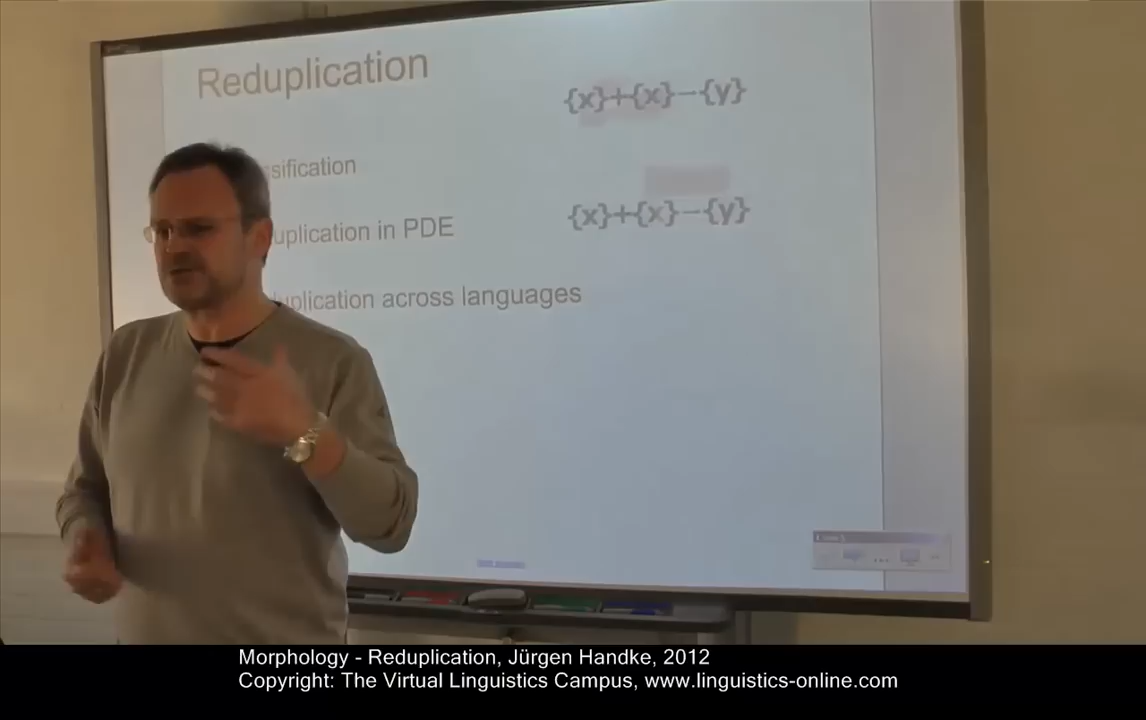 Reduplication
{x}+{x}→{y}
sification
uplication in PDE
{x}+{x}→{y}
uplication across languages
Morphology - Reduplication, Jürgen Handke, 2012
Copyright: The Virtual Linguistics Campus, www.linguistics-online.com